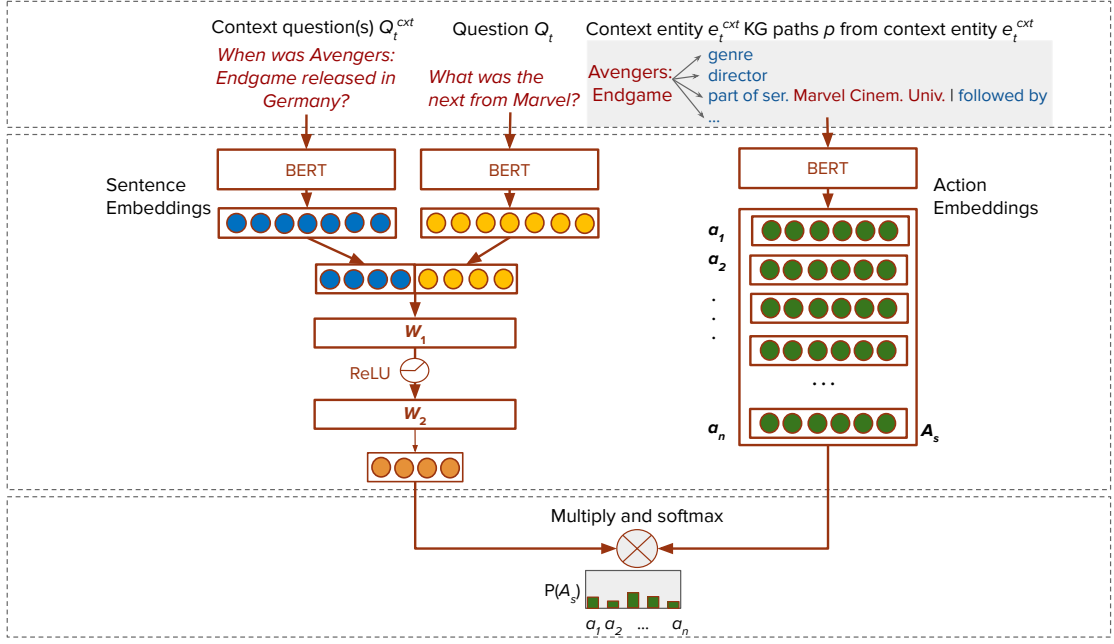 Context question(s) Q_t^cxt
Question Q_t
Context entity e_t^cxt KG paths p from context entity e_t^cxt
When was Avengers:
Endgame released in
Germany?
What was the
next from Marvel?
Avengers:
Endgame
genre
director
part of ser. Marvel Cinem. Univ. I followed by
...
BERT
BERT
BERT
Sentence
Embeddings
Action
Embeddings
a_1
a_2
.
.
.
...
a_n
A_s
W_1
ReLU
W_2
Multiply and softmax
P(A_s)
a_1 a_2 ... a_n